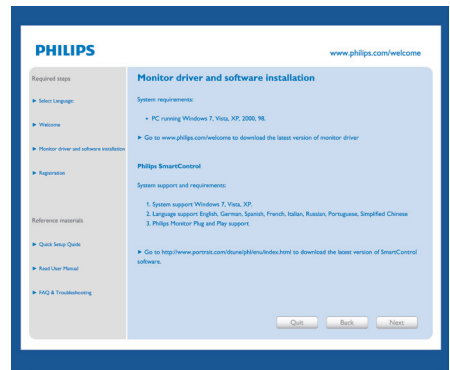 PHILIPS
www.philips.com/welcome
Required steps
Select Language:
Welcome
Monitor driver and software installation
Registration
Reference materials
Quick Setup Guide
Read User Manual
FAQ & Troubleshooting
Monitor driver and software installation
System requirements:
• PC running Windows 7, Vista, XP, 2000, 98,
Go to www.philips.com/welcome to download the latest version of monitor driver
Philips SmartControl
System support and requirements:
1. System support Windows 7, Vista, XP.
2. Language support English, German, Spanish, French, Italian, Russian, Portuguese, Simplified Chinese
3. Philips Monitor Plug and Play support
Go to http://www.portrait.com/dtune/phl/enu/index.html to download the latest version of SmartControl
software.
Quit
Back
Next